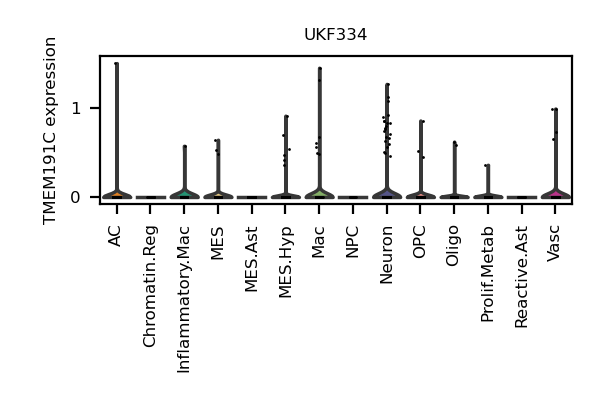 UKF334
TMEM191C expression
1
0
AC
Chromatin.Reg
Inflammatory.Mac
MES
MES.Ast
MES.Hyp
Mac
NPC
Neuron
OPC
Oligo
Prolif.Metab
Reactive.Ast
Vasc